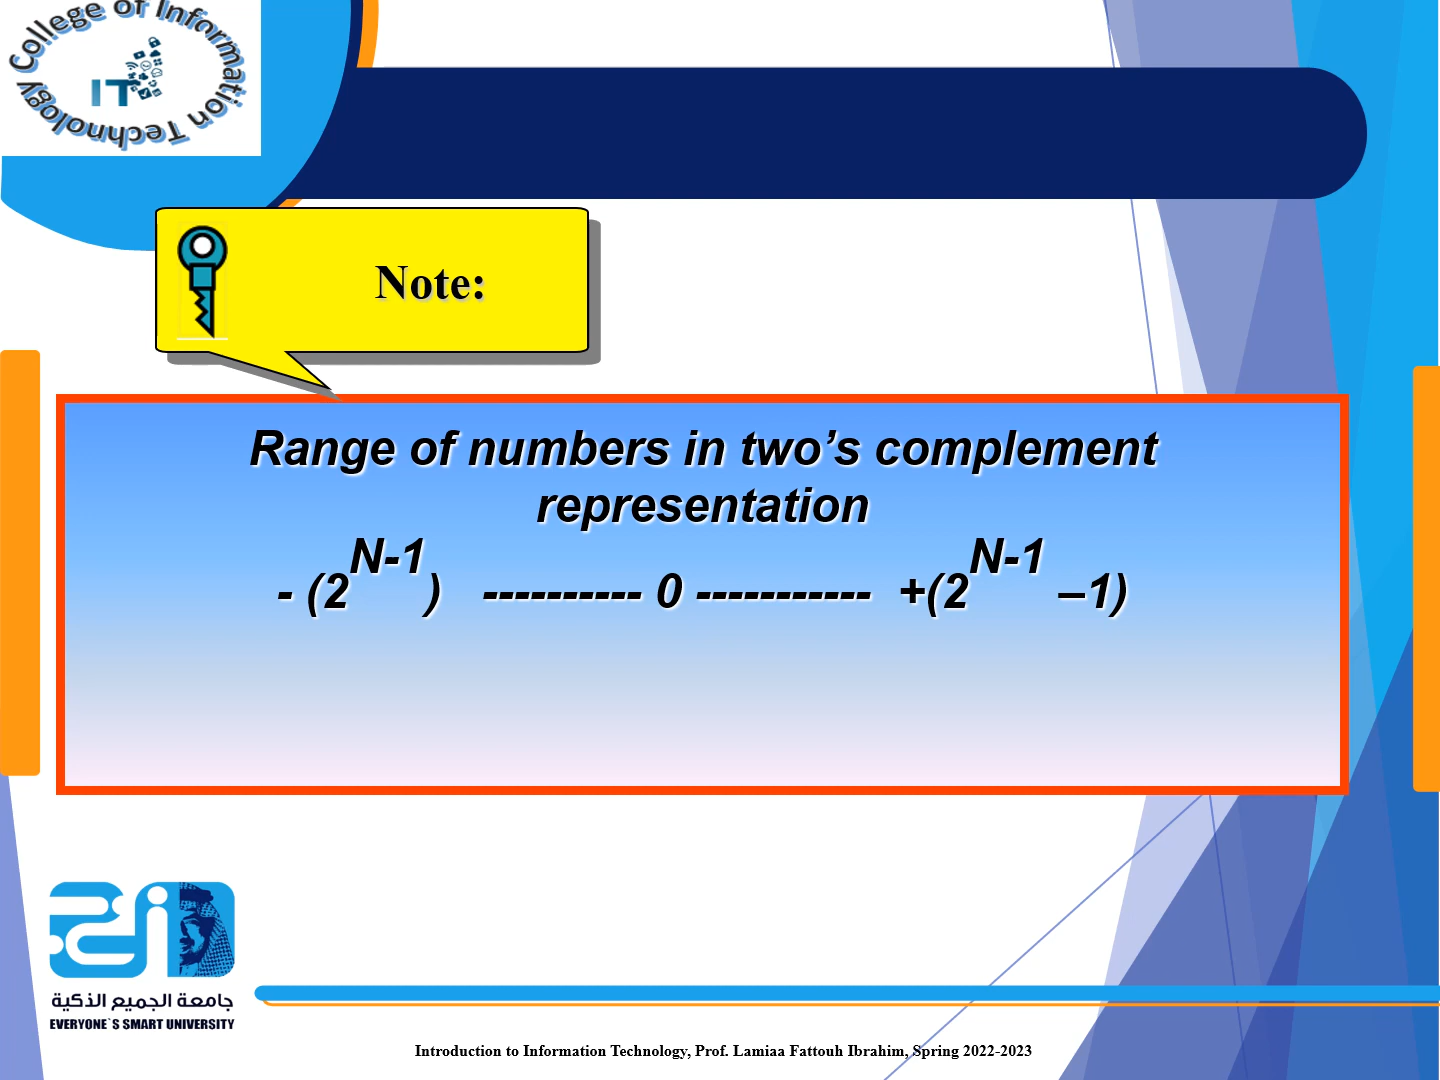 College of Information Technology
IT
Note:
Range of numbers in two’s complement
representation
- (2^N-1) ---------- 0 ----------- +(2^N-1 –1)
جامعة الجميع الذكية
EVERYONE`S SMART UNIVERSITY
Introduction to Information Technology, Prof. Lamiaa Fattouh Ibrahim, Spring 2022-2023